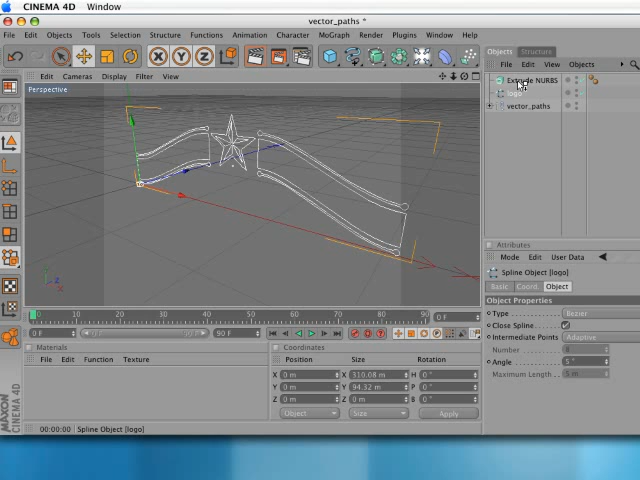 CINEMA 4D Window
vector_paths *
File Edit Objects Tools Selection Structure Functions Animation Character MoGraph Render Plugins Window Help
Objects Structure
File Edit View Objects
Edit Cameras Display Filter View
Perspective
Extrude NURBS
logo
vector_paths
Attributes
Mode Edit User Data
Spline Object [logo]
Basic Coord. Object
Object Properties
Type Bezier
Close Spline
Intermediate Points Adaptive
Number 8
Angle 5 °
Maximum Length 5 m
0 10 20 30 40 50 60 70 80 90 0 F
0 F 90 F 90 F
Materials
File Edit Function Texture
Coordinates
Position Size Rotation
X 0 m X 310.08 m H 0 °
Y 0 m Y 94.32 m P 0 °
Z 0 m Z 0 m B 0 °
Object Size Apply
00:00:00 Spline Object [logo]
MAXON
CINEMA 4D